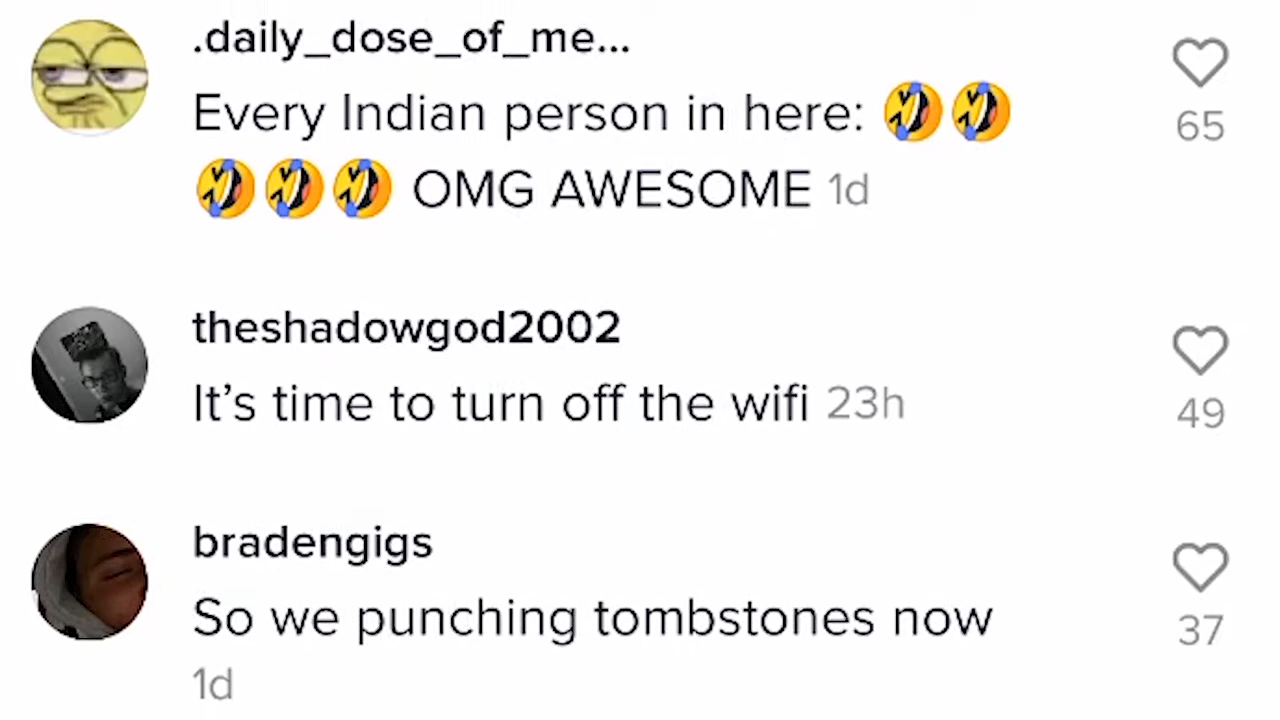 .daily_dose_of_me...
Every Indian person in here: 🤣🤣
🤣🤣🤣 OMG AWESOME 1d
65
theshadowgod2002
It’s time to turn off the wifi 23h
49
bradengigs
So we punching tombstones now
1d
37